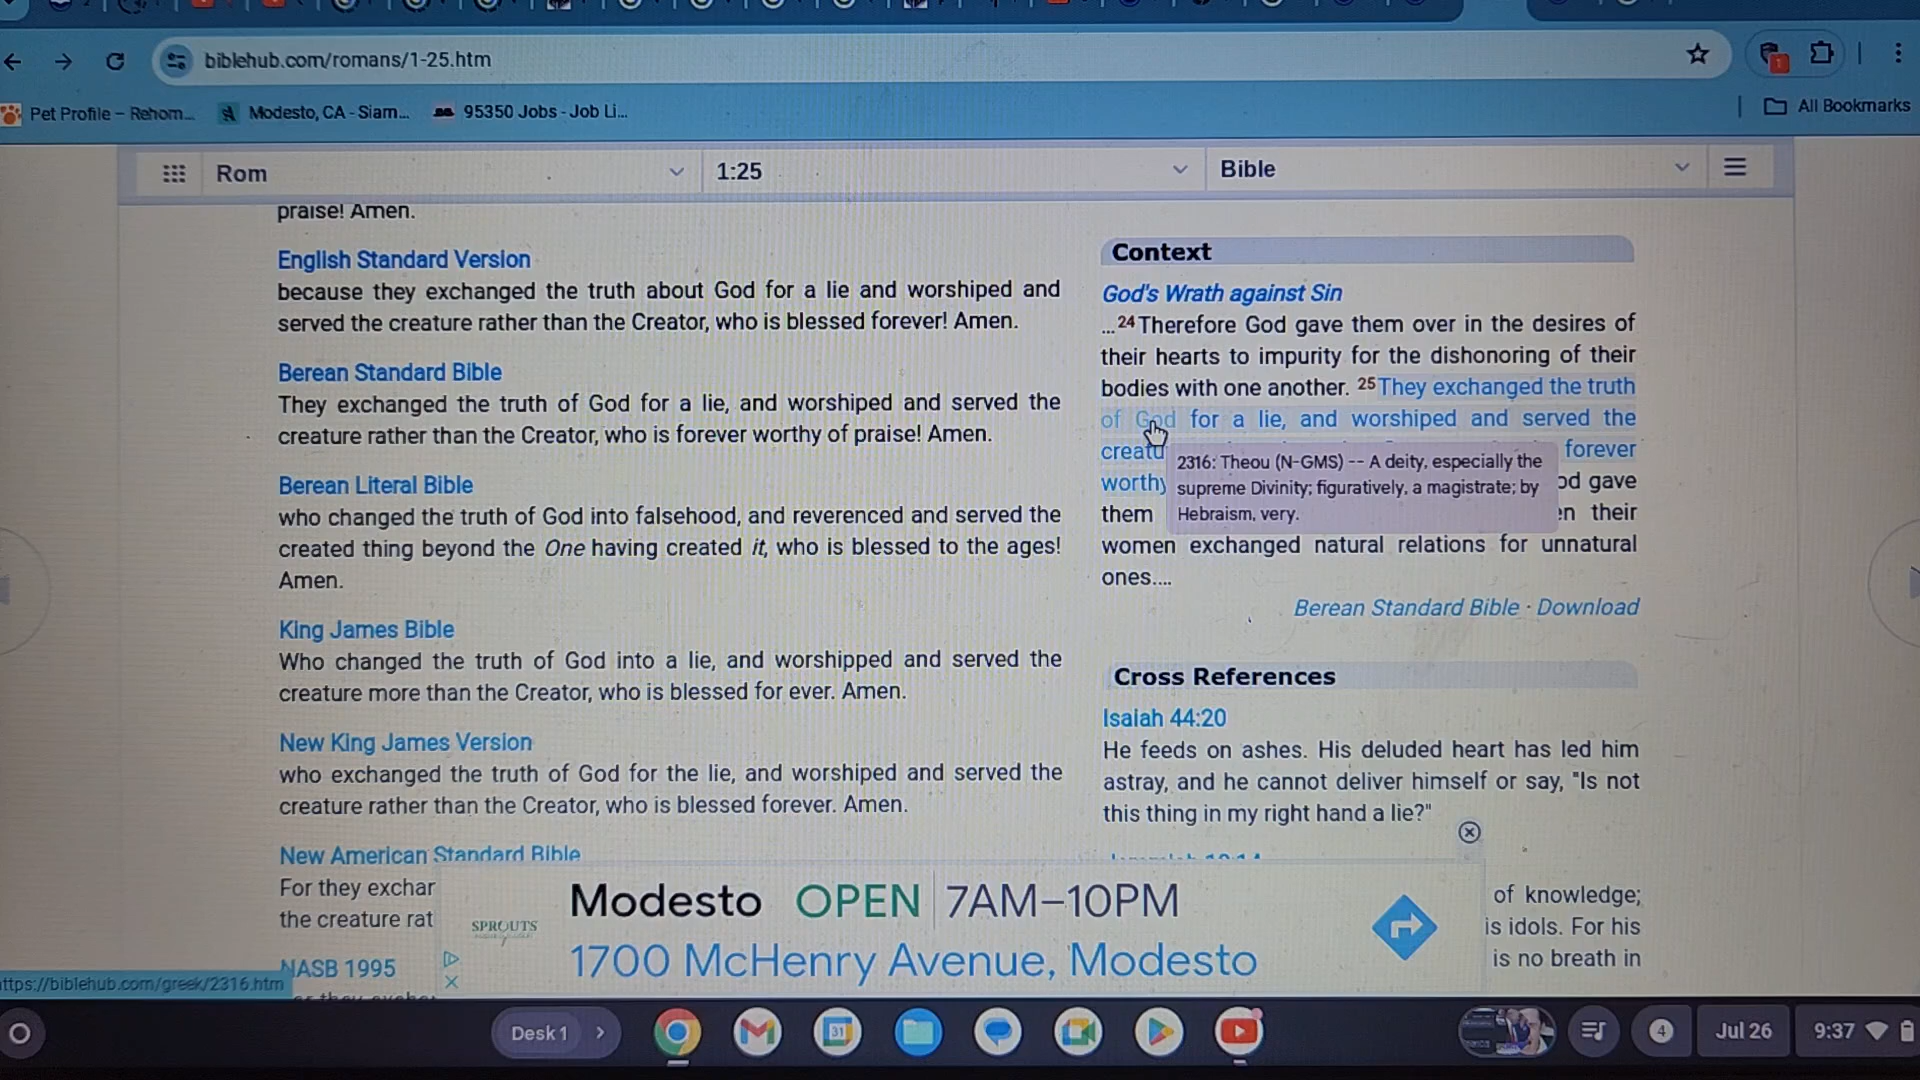 biblehub.com/romans/1-25.htm
1
Pet Profile – Rehom...
Modesto, CA - Siam...
95350 Jobs - Job Li...
All Bookmarks
Rom
1:25
Bible
praise! Amen.
English Standard Version
because they exchanged the truth about God for a lie and worshiped and
served the creature rather than the Creator, who is blessed forever! Amen.
Berean Standard Bible
They exchanged the truth of God for a lie, and worshiped and served the
creature rather than the Creator, who is forever worthy of praise! Amen.
Berean Literal Bible
who changed the truth of God into falsehood, and reverenced and served the
created thing beyond the One having created it, who is blessed to the ages!
Amen.
King James Bible
Who changed the truth of God into a lie, and worshipped and served the
creature more than the Creator, who is blessed for ever. Amen.
New King James Version
who exchanged the truth of God for the lie, and worshiped and served the
creature rather than the Creator, who is blessed forever. Amen.
New American Standard Bible
For they exchar
the creature rat
NASB 1995
Context
God's Wrath against Sin
...24 Therefore God gave them over in the desires of
their hearts to impurity for the dishonoring of their
bodies with one another. 25 They exchanged the truth
of God for a lie, and worshiped and served the
creatu
forever
worthy
od gave
them
en their
women exchanged natural relations for unnatural
ones....
2316: Theou (N-GMS) -- A deity, especially the
supreme Divinity; figuratively, a magistrate; by
Hebraism, very.
Berean Standard Bible · Download
Cross References
Isaiah 44:20
He feeds on ashes. His deluded heart has led him
astray, and he cannot deliver himself or say, "Is not
this thing in my right hand a lie?"
of knowledge;
is idols. For his
is no breath in
SPROUTS
Modesto OPEN 7AM–10PM
1700 McHenry Avenue, Modesto
ttps://biblehub.com/greek/2316.htm
Desk 1
31
4
Jul 26
9:37